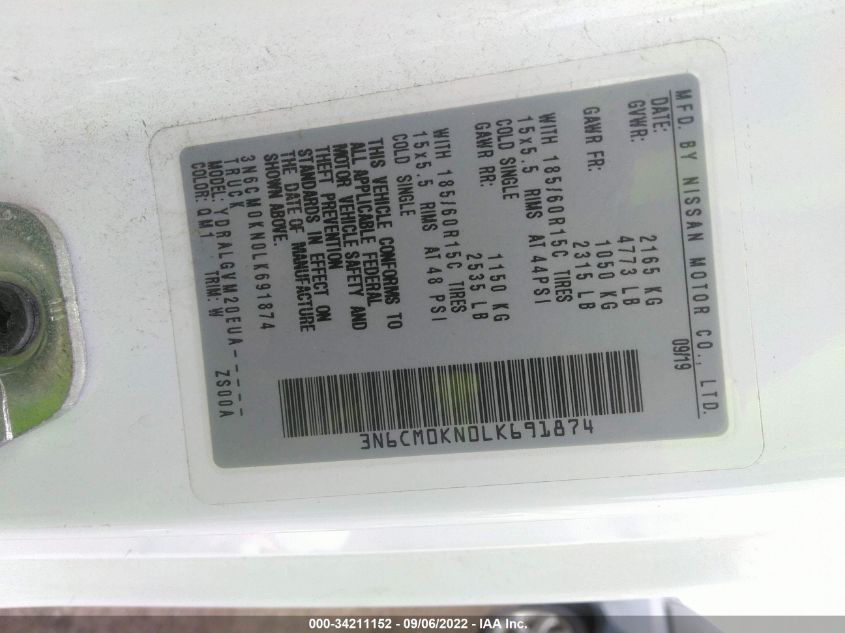 MFD. BY NISSAN MOTOR CO., LTD.
DATE: 09/19
GVWR: 2165 KG
4773 LB
GAWR FR: 1050 KG
2315 LB
WITH 185/60R15C TIRES
15x5.5 RIMS AT 44PSI
COLD SINGLE
GAWR RR: 1150 KG
2535 LB
WITH 185/60R15C TIRES
15x5.5 RIMS AT 48 PSI
COLD SINGLE
THIS VEHICLE CONFORMS TO
ALL APPLICABLE FEDERAL
MOTOR VEHICLE SAFETY AND
THEFT PREVENTION
STANDARDS IN EFFECT ON
THE DATE OF MANUFACTURE
SHOWN ABOVE.
3N6CM0KN0LK691874
TRUCK
MODEL: YDRALGVM20EUA-----
COLOR: QM1 TRIM: W ZS00A
3N6CM0KN0LK691874
000-34211152 - 09/06/2022 - IAA Inc.